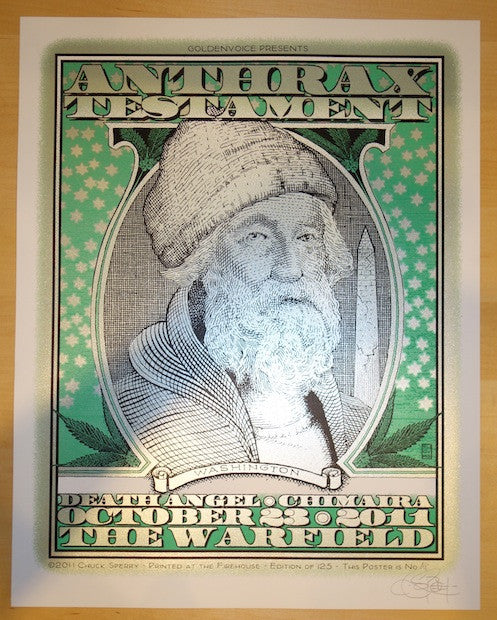 GOLDENVOICE PRESENTS
ANTHRAX
TESTAMENT
WASHINGTON
DEATH ANGEL • CHIMAIRA
OCTOBER 23 • 2011
THE WARFIELD
©2011 CHUCK SPERRY • PRINTED AT THE FIREHOUSE • EDITION OF 125 • THIS POSTER IS NO